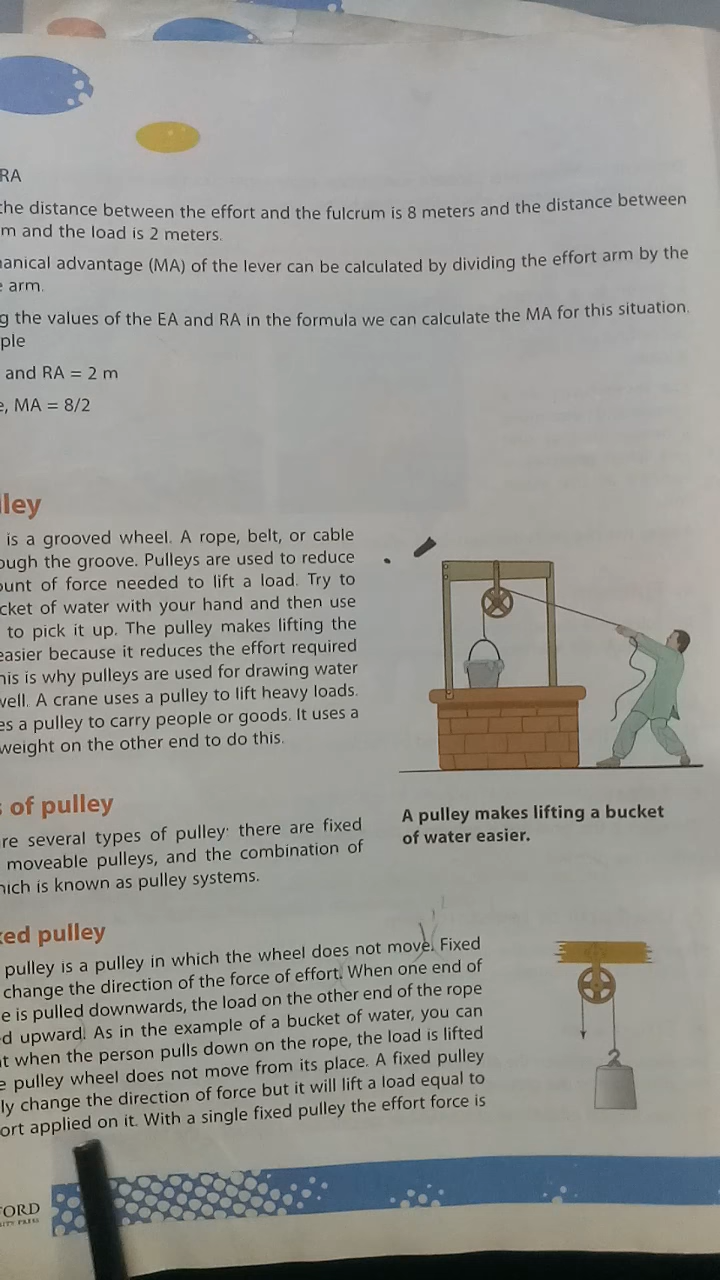 RA
the distance between the effort and the fulcrum is 8 meters and the distance between
m and the load is 2 meters.
anical advantage (MA) of the lever can be calculated by dividing the effort arm by the
arm.
g the values of the EA and RA in the formula we can calculate the MA for this situation.
ple
and RA = 2 m
e, MA = 8/2
lley
is a grooved wheel. A rope, belt, or cable
ough the groove. Pulleys are used to reduce
ount of force needed to lift a load. Try to
cket of water with your hand and then use
to pick it up. The pulley makes lifting the
easier because it reduces the effort required
his is why pulleys are used for drawing water
well. A crane uses a pulley to lift heavy loads.
es a pulley to carry people or goods. It uses a
weight on the other end to do this.
A pulley makes lifting a bucket
of water easier.
s of pulley
re several types of pulley: there are fixed
moveable pulleys, and the combination of
hich is known as pulley systems.
xed pulley
pulley is a pulley in which the wheel does not move. Fixed
change the direction of the force of effort. When one end of
e is pulled downwards, the load on the other end of the rope
d upward. As in the example of a bucket of water, you can
t when the person pulls down on the rope, the load is lifted
e pulley wheel does not move from its place. A fixed pulley
ly change the direction of force but it will lift a load equal to
ort applied on it. With a single fixed pulley the effort force is
FORD
ITY PRESS